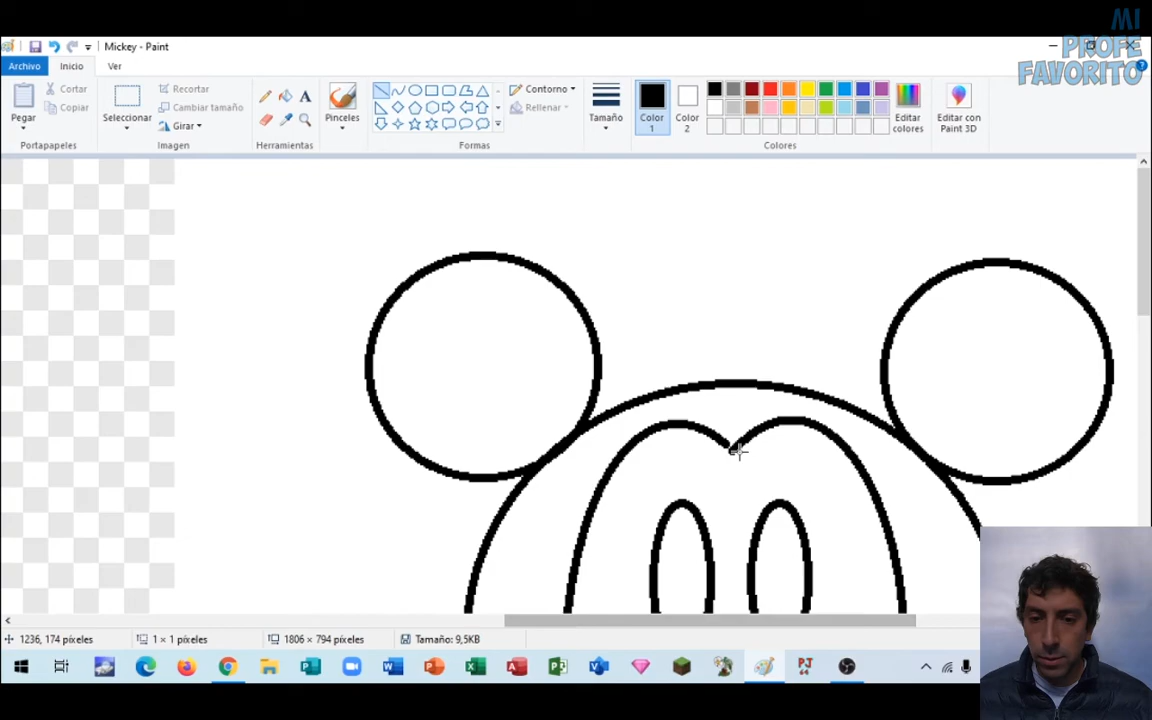 MI
PROFE
FAVORITO
Mickey - Paint
Archivo
Inicio
Ver
Pegar
Cortar
Copiar
Portapapeles
Seleccionar
Recortar
Cambiar tamaño
Girar
Imagen
Herramientas
Pinceles
Contorno
Rellenar
Formas
Tamaño
Color
1
Color
2
Editar
colores
Editar con
Paint 3D
Colores
1236, 174 píxeles
1 × 1 píxeles
1806 × 794 píxeles
Tamaño: 9,5KB